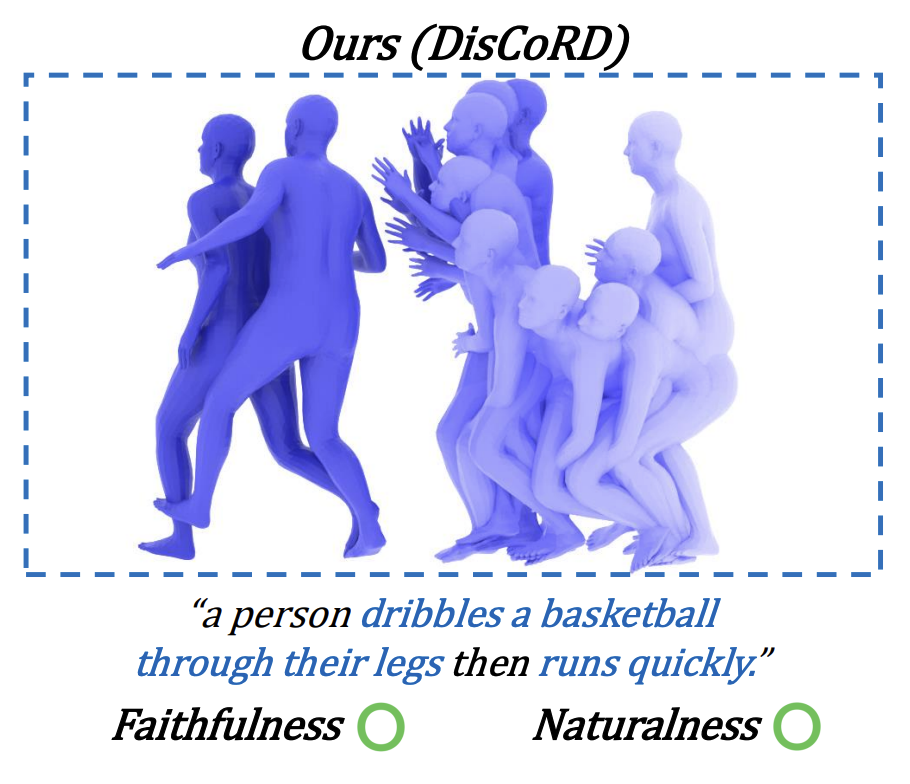 Ours (DisCoRD)
“a person dribbles a basketball
through their legs then runs quickly.”
Faithfulness Naturalness